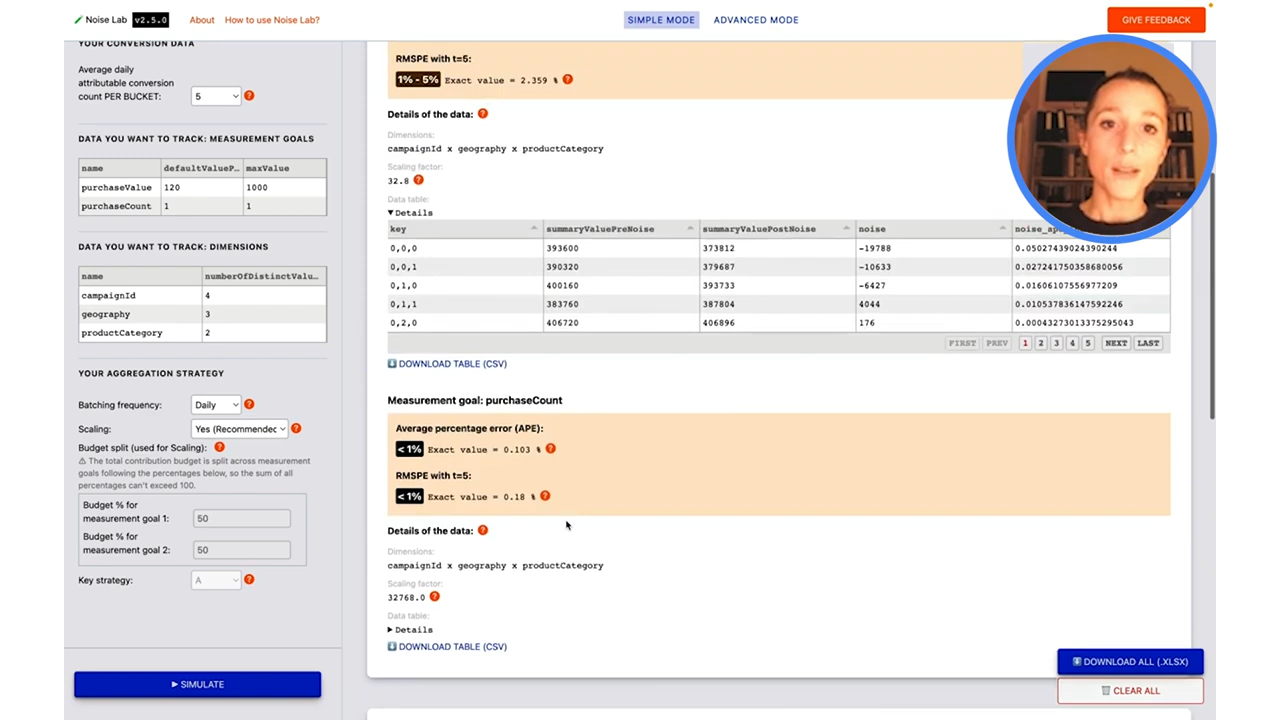 Noise Lab v2.5.0 About How to use Noise Lab? SIMPLE MODE ADVANCED MODE GIVE FEEDBACK
YOUR CONVERSION DATA
Average daily
attributable conversion
count PER BUCKET: 5 ?
DATA YOU WANT TO TRACK: MEASUREMENT GOALS
name defaultValueP… maxValue
purchaseValue 120 1000
purchaseCount 1 1
DATA YOU WANT TO TRACK: DIMENSIONS
name numberOfDistinctValu…
campaignId 4
geography 3
productCategory 2
YOUR AGGREGATION STRATEGY
Batching frequency: Daily ?
Scaling: Yes (Recommendec ?
Budget split (used for Scaling): ?
⚠ The total contribution budget is split across measurement
goals following the percentages below, so the sum of all
percentages can't exceed 100.
Budget % for
measurement goal 1: 50
Budget % for
measurement goal 2: 50
Key strategy: A ?
▶ SIMULATE
RMSPE with t=5:
1% - 5% Exact value = 2.359 % ?
Details of the data: ?
Dimensions:
campaignId x geography x productCategory
Scaling factor:
32.8 ?
Data table:
▼Details
key summaryValuePreNoise summaryValuePostNoise noise
0,0,0 393600 373812 -19788 0.05027439024390244
0,0,1 390320 379687 -10633 0.027241750358680056
0,1,0 400160 393733 -6427 0.01606107556977209
0,1,1 383760 387804 4044 0.010537836147592246
0,2,0 406720 406896 176 0.00043273013375295043
FIRST PREV 1 2 3 4 5 NEXT LAST
DOWNLOAD TABLE (CSV)
Measurement goal: purchaseCount
Average percentage error (APE):
< 1% Exact value = 0.103 % ?
RMSPE with t=5:
< 1% Exact value = 0.18 % ?
Details of the data: ?
Dimensions:
campaignId x geography x productCategory
Scaling factor:
32768.0 ?
Data table:
▶ Details
DOWNLOAD TABLE (CSV)
DOWNLOAD ALL (.XLSX)
CLEAR ALL